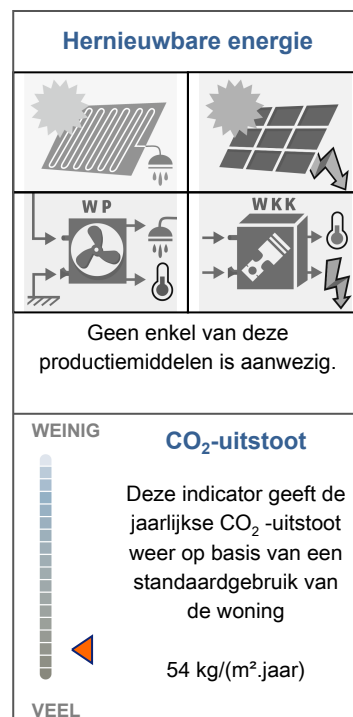 Hernieuwbare energie
WP
WKK
Geen enkel van deze
productiemiddelen is aanwezig.
WEINIG
CO₂-uitstoot
Deze indicator geeft de
jaarlijkse CO₂ -uitstoot
weer op basis van een
standaardgebruik van
de woning
54 kg/(m².jaar)
VEEL